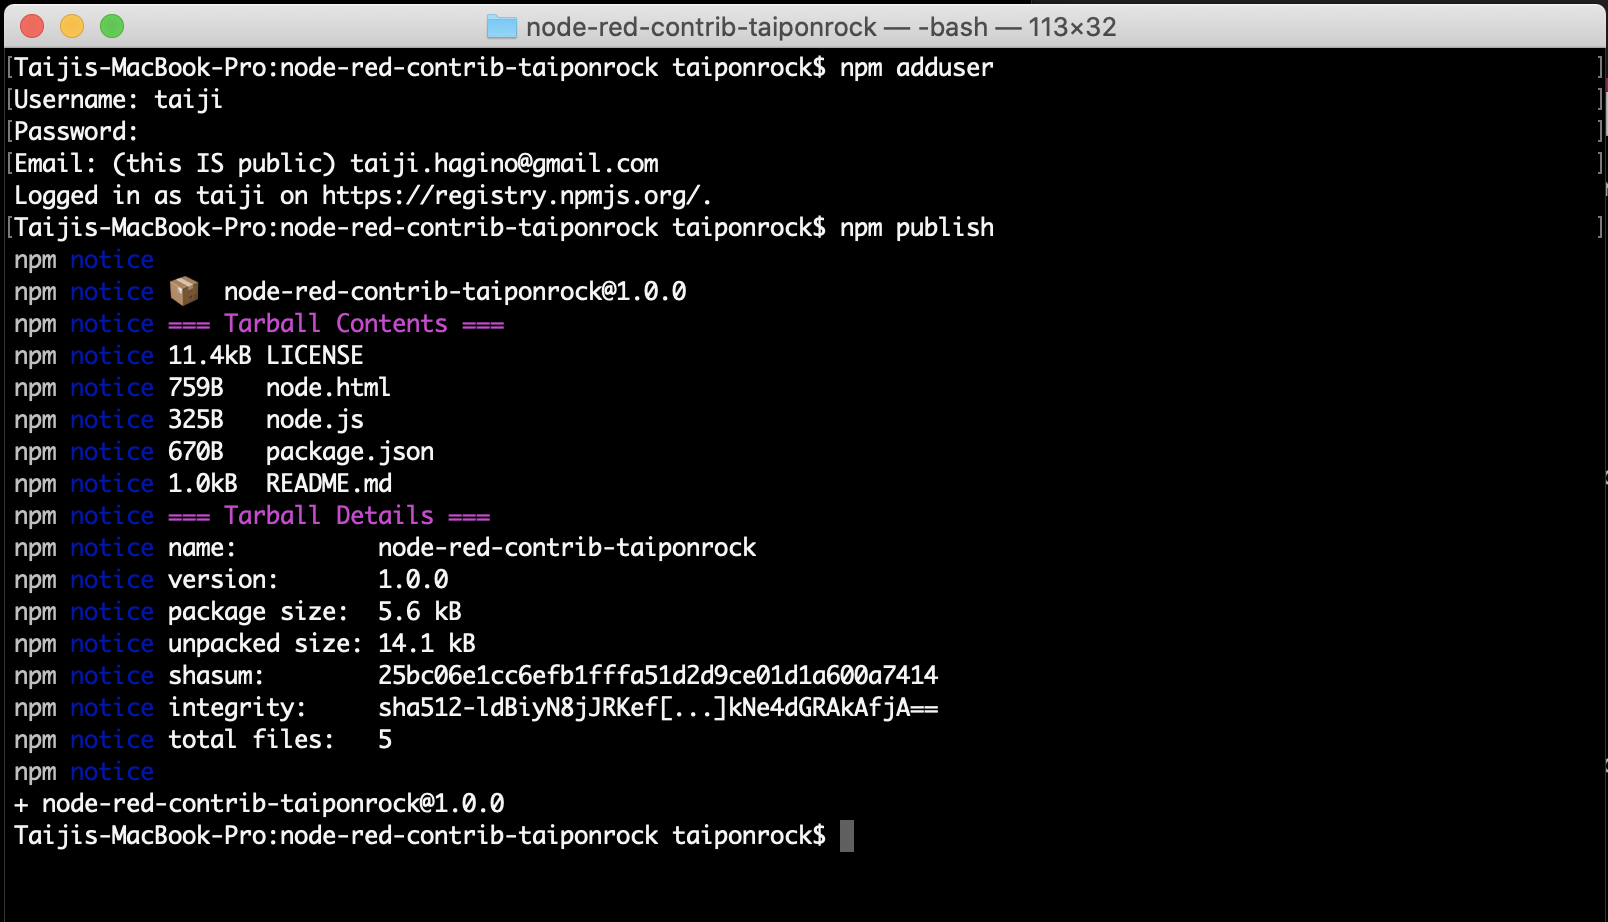 node-red-contrib-taiponrock — -bash — 113×32
[Taijis-MacBook-Pro:node-red-contrib-taiponrock taiponrock$ npm adduser ]
[Username: taiji ]
[Password: ]
[Email: (this IS public) taiji.hagino@gmail.com ]
Logged in as taiji on https://registry.npmjs.org/.
[Taijis-MacBook-Pro:node-red-contrib-taiponrock taiponrock$ npm publish ]
npm notice
npm notice 📦 node-red-contrib-taiponrock@1.0.0
npm notice === Tarball Contents ===
npm notice 11.4kB LICENSE
npm notice 759B node.html
npm notice 325B node.js
npm notice 670B package.json
npm notice 1.0kB README.md
npm notice === Tarball Details ===
npm notice name: node-red-contrib-taiponrock
npm notice version: 1.0.0
npm notice package size: 5.6 kB
npm notice unpacked size: 14.1 kB
npm notice shasum: 25bc06e1cc6efb1fffa51d2d9ce01d1a600a7414
npm notice integrity: sha512-ldBiyN8jJRKef[...]kNe4dGRAkAfjA==
npm notice total files: 5
npm notice
+ node-red-contrib-taiponrock@1.0.0
Taijis-MacBook-Pro:node-red-contrib-taiponrock taiponrock$